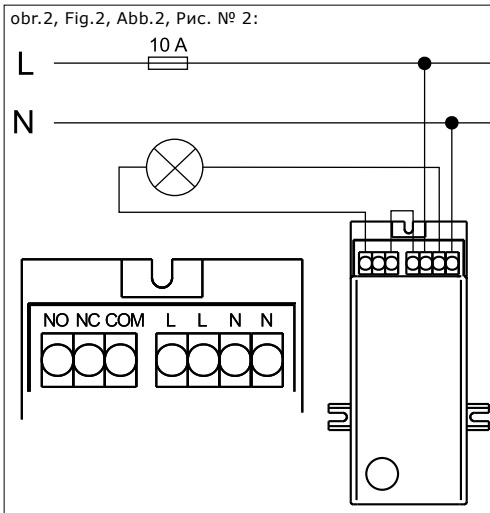 obr.2, Fig.2, Abb.2, Рис. № 2:
10 A
L
N
NO NC COM L L N N